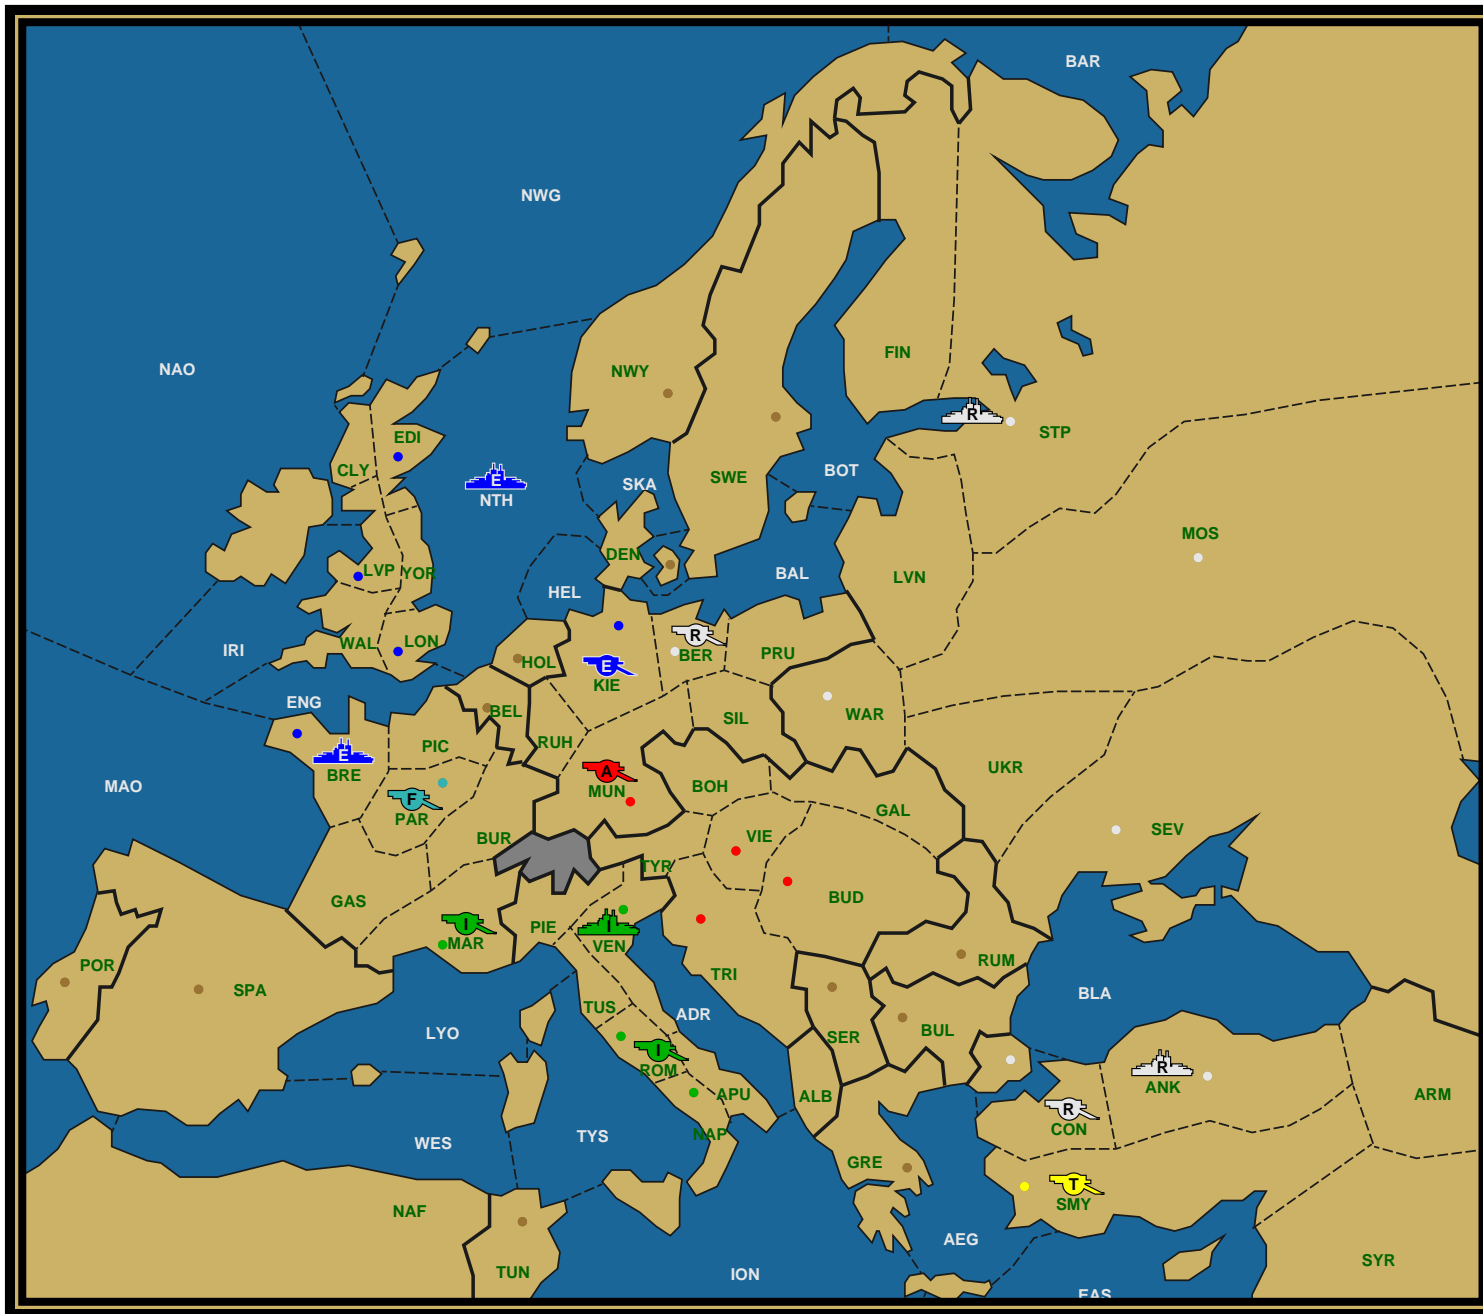 BAR
NWG
NAO
FIN
NWY
R
STP
EDI
CLY
E
NTH
SKA
SWE
BOT
MOS
DEN
LVP
YOR
HEL
BAL
LVN
IRI
WAL
LON
HOL
E
KIE
R
BER
PRU
ENG
BEL
SIL
WAR
E
BRE
PIC
RUH
UKR
MAO
F
PAR
A
MUN
BOH
GAL
BUR
VIE
SEV
TYR
GAS
BUD
I
MAR
PIE
I
VEN
POR
SPA
TRI
RUM
BLA
LYO
TUS
ADR
SER
BUL
I
ROM
APU
ALB
R
ANK
ARM
R
CON
WES
TYS
NAP
GRE
T
SMY
NAF
AEG
TUN
ION
SYR
EAS